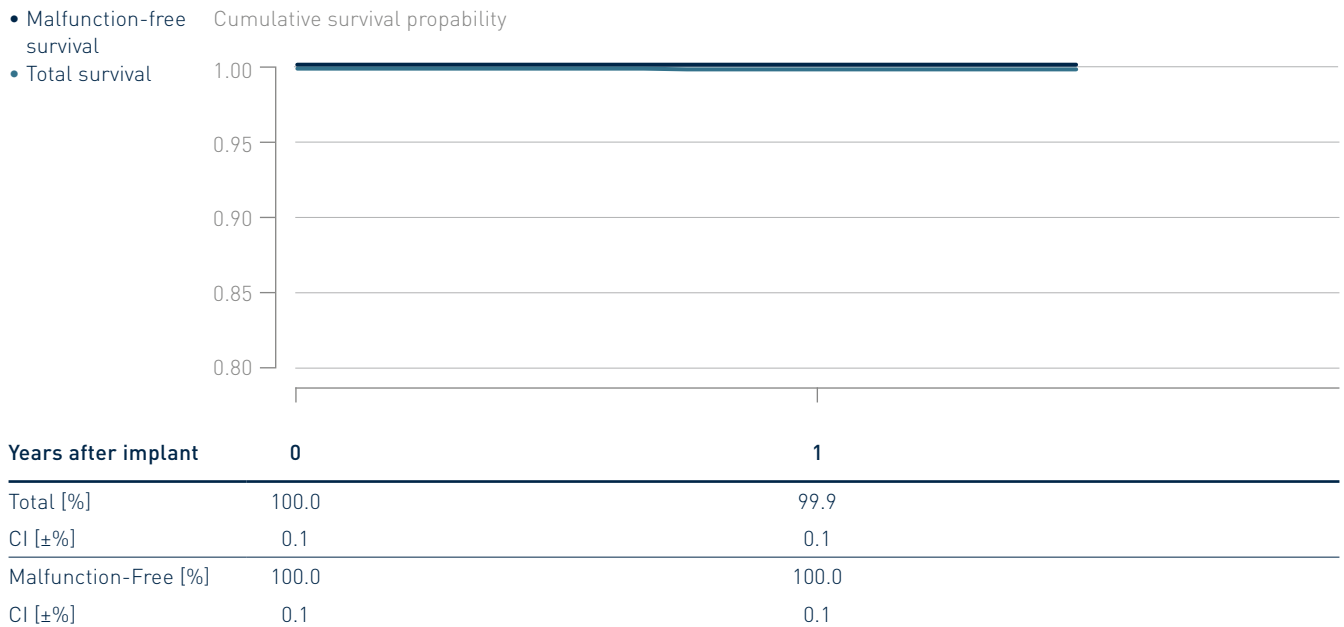 • Malfunction-free
survival
• Total survival
Cumulative survival propability
1.00
0.95
0.90
0.85
0.80
Years after implant 0 1
Total [%] 100.0 99.9
CI [±%] 0.1 0.1
Malfunction-Free [%] 100.0 100.0
CI [±%] 0.1 0.1